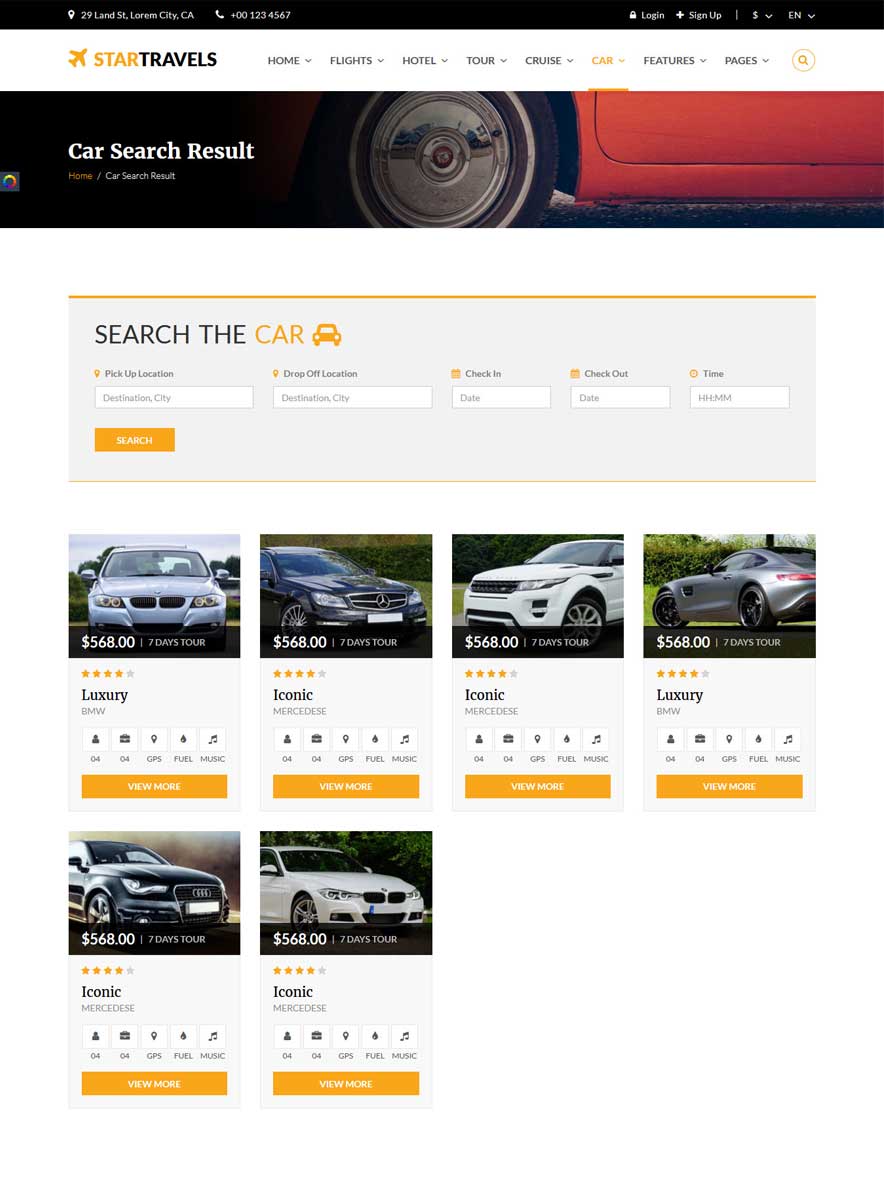 29 Land St, Lorem City, CA +00 123 4567 Login Sign Up | $ EN
STARTRAVELS HOME FLIGHTS HOTEL TOUR CRUISE CAR FEATURES PAGES
Car Search Result
Home / Car Search Result
SEARCH THE CAR
Pick Up Location Drop Off Location Check In Check Out Time
Destination, City Destination, City Date Date HH:MM
SEARCH
$568.00 | 7 DAYS TOUR $568.00 | 7 DAYS TOUR $568.00 | 7 DAYS TOUR $568.00 | 7 DAYS TOUR
Luxury Iconic Iconic Luxury
BMW MERCEDESE MERCEDESE BMW
04 04 GPS FUEL MUSIC 04 04 GPS FUEL MUSIC 04 04 GPS FUEL MUSIC 04 04 GPS FUEL MUSIC
VIEW MORE VIEW MORE VIEW MORE VIEW MORE
$568.00 | 7 DAYS TOUR $568.00 | 7 DAYS TOUR
Iconic Iconic
MERCEDESE MERCEDESE
04 04 GPS FUEL MUSIC 04 04 GPS FUEL MUSIC
VIEW MORE VIEW MORE